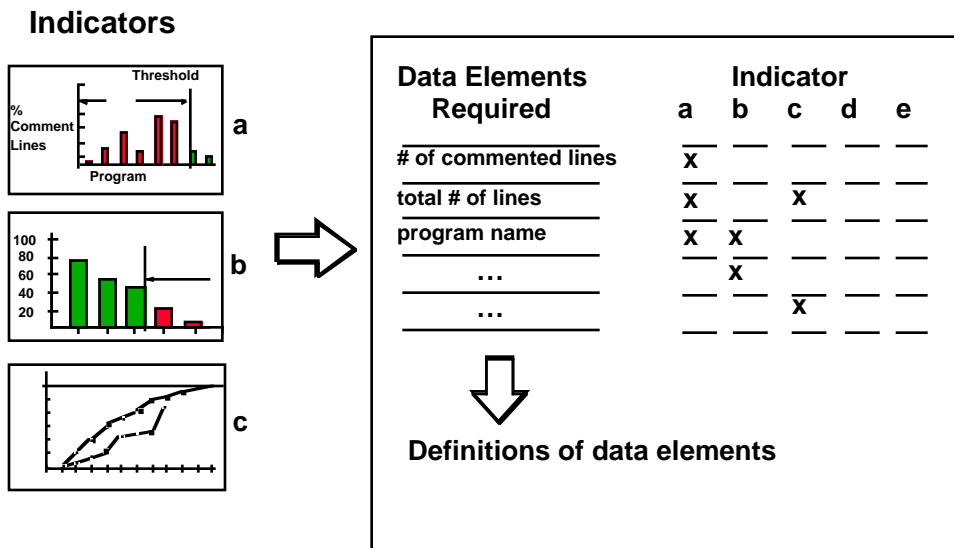 Indicators
Threshold
%
Comment
Lines
Program
a
100
80
60
40
20
b
c
Data Elements
Required
Indicator
a b c d e
# of commented lines x
total # of lines x x
program name x x
... x
... x
Definitions of data elements